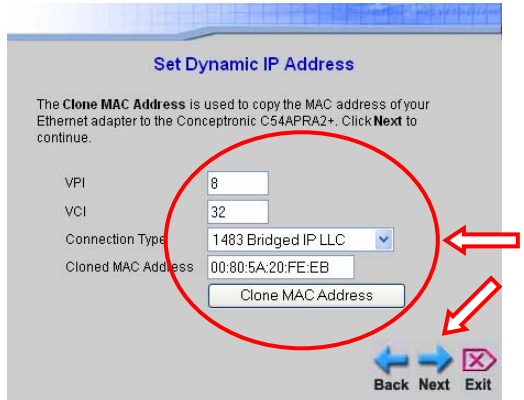 Set Dynamic IP Address
The Clone MAC Address is used to copy the MAC address of your
Ethernet adapter to the Conceptronic C54APRA2+. Click Next to
continue.
VPI 8
VCI 32
Connection Type 1483 Bridged IP LLC
Cloned MAC Address 00:80:5A:20:FE:EB
Clone MAC Address
Back Next Exit